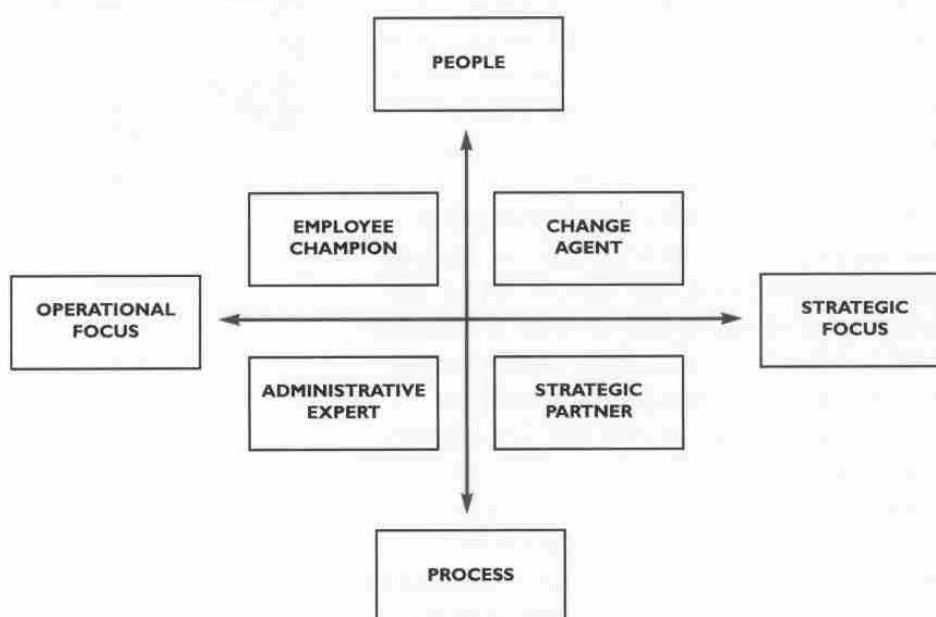 PEOPLE
EMPLOYEE
CHAMPION
CHANGE
AGENT
OPERATIONAL
FOCUS
STRATEGIC
FOCUS
ADMINISTRATIVE
EXPERT
STRATEGIC
PARTNER
PROCESS